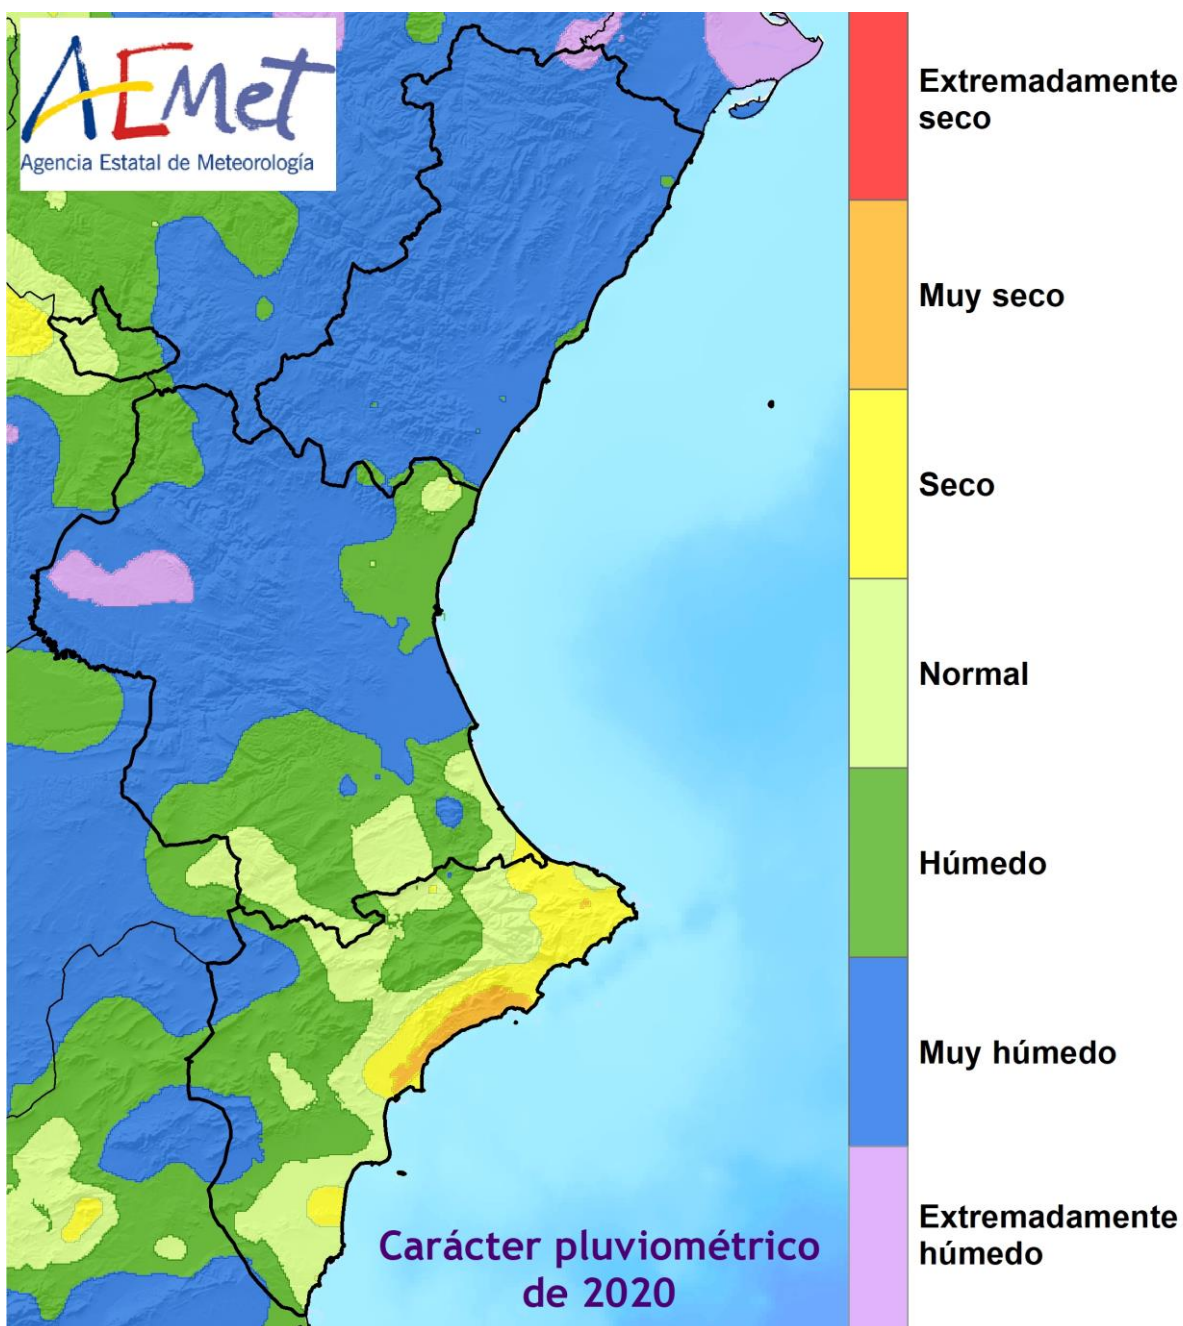 AEMet
Agencia Estatal de Meteorología
Extremadamente
seco
Muy seco
Seco
Normal
Húmedo
Muy húmedo
Extremadamente
húmedo
Carácter pluviométrico
de 2020